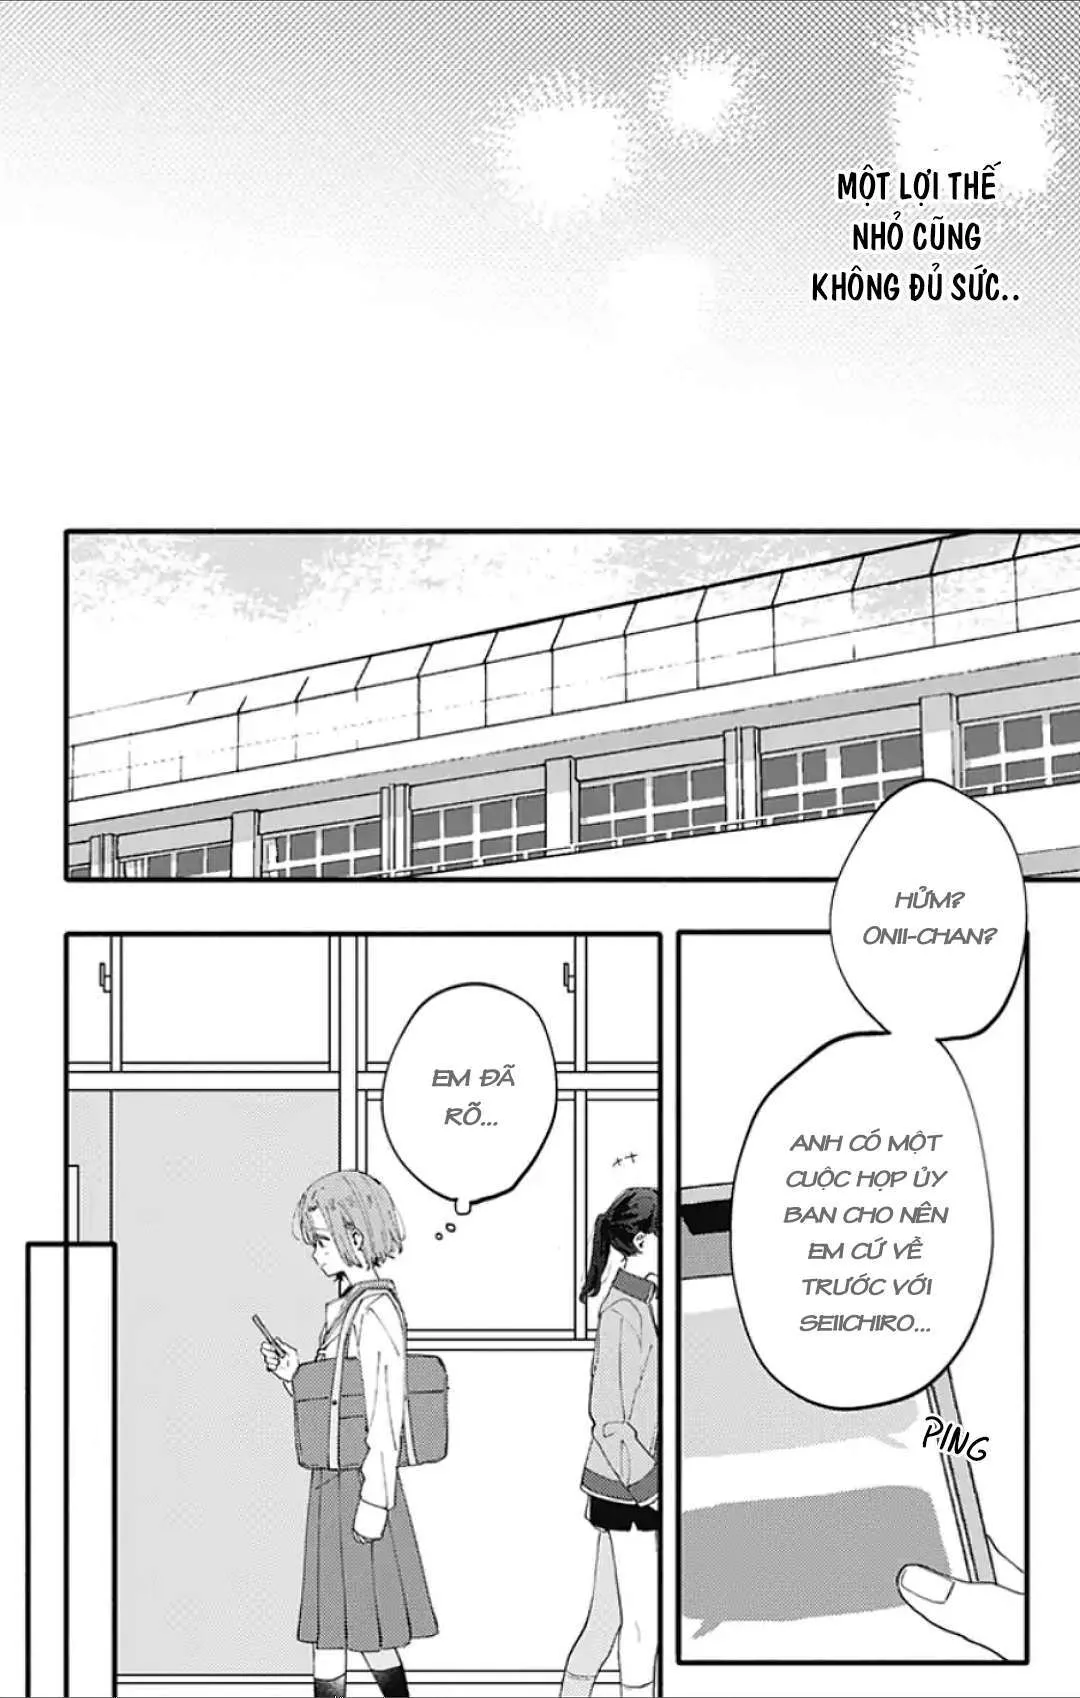 MỘT LỢI THẾ
NHỎ CŨNG
KHÔNG ĐỦ SỨC..
HỬM?
ONII-CHAN?
ANH CÓ MỘT
CUỘC HỌP ỦY
BAN CHO NÊN
EM CỨ VỀ
TRƯỚC VỚI
SEIICHIRO...
PING
EM ĐÃ
RÕ...